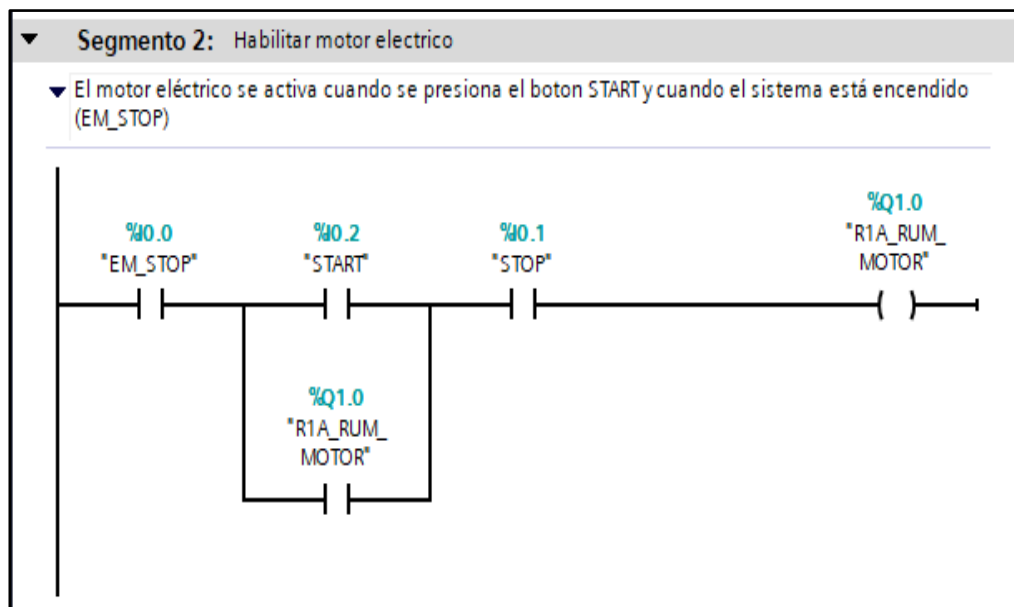 Segmento 2: Habilitar motor electrico
El motor eléctrico se activa cuando se presiona el boton START y cuando el sistema está encendido
(EM_STOP)
%I0.0
"EM_STOP"
%I0.2
"START"
%I0.1
"STOP"
%Q1.0
"R1A_RUM_
MOTOR"
%Q1.0
"R1A_RUM_
MOTOR"